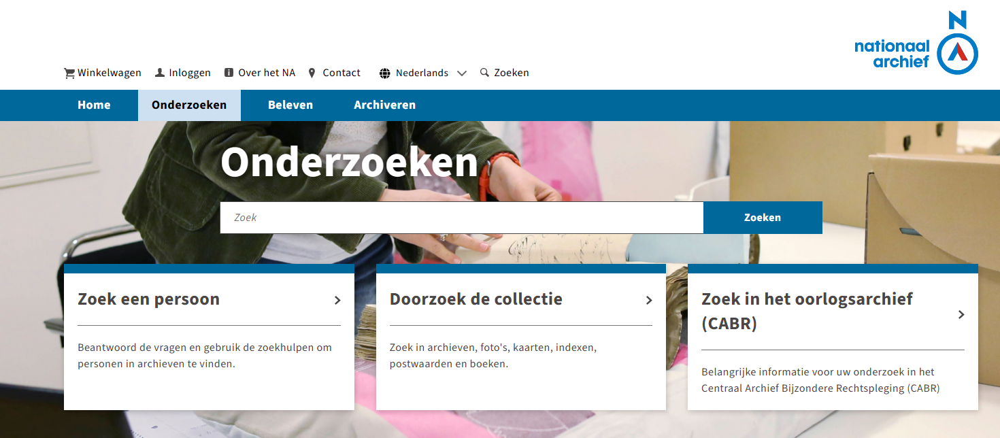 N
nationaal
archief
Winkelwagen Inloggen Over het NA Contact Nederlands Zoeken
Home Onderzoeken Beleven Archiveren
Onderzoeken
Zoek Zoeken
Zoek een persoon
Beantwoord de vragen en gebruik de zoekhulpen om
personen in archieven te vinden.
Doorzoek de collectie
Zoek in archieven, foto's, kaarten, indexen,
postwaarden en boeken.
Zoek in het oorlogsarchief
(CABR)
Belangrijke informatie voor uw onderzoek in het
Centraal Archief Bijzondere Rechtspleging (CABR)